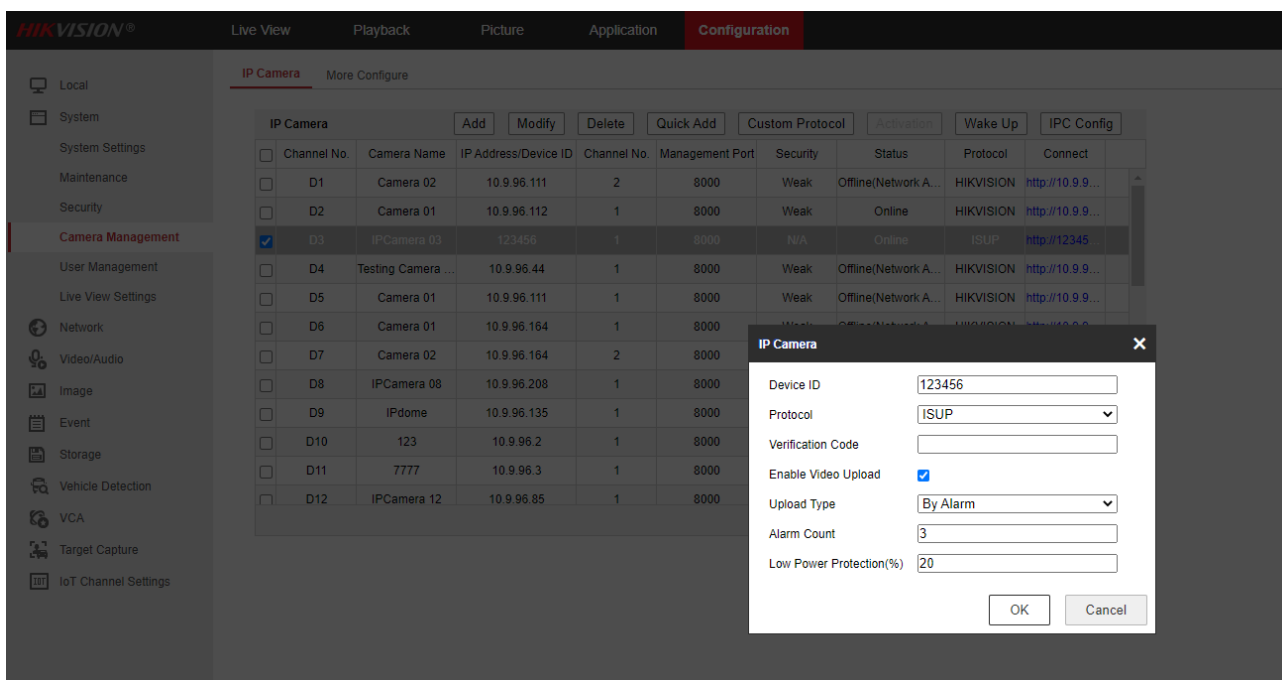 HIKVISION® Live View Playback Picture Application Configuration
IP Camera More Configure
Local
System
System Settings
Maintenance
Security
Camera Management
User Management
Live View Settings
Network
Video/Audio
Image
Event
Storage
Vehicle Detection
VCA
Target Capture
IOT IoT Channel Settings
IP Camera Add Modify Delete Quick Add Custom Protocol Activation Wake Up IPC Config
Channel No. Camera Name IP Address/Device ID Channel No. Management Port Security Status Protocol Connect
D1 Camera 02 10.9.96.111 2 8000 Weak Offline(Network A... HIKVISION http://10.9.9...
D2 Camera 01 10.9.96.112 1 8000 Weak Online HIKVISION http://10.9.9...
D3 IPCamera 03 123456 1 8000 N/A Online ISUP http://12345...
D4 Testing Camera ... 10.9.96.44 1 8000 Weak Offline(Network A... HIKVISION http://10.9.9...
D5 Camera 01 10.9.96.111 1 8000 Weak Offline(Network A... HIKVISION http://10.9.9...
D6 Camera 01 10.9.96.164 1 8000
D7 Camera 02 10.9.96.164 2 8000
D8 IPCamera 08 10.9.96.208 1 8000
D9 IPdome 10.9.96.135 1 8000
D10 123 10.9.96.2 1 8000
D11 7777 10.9.96.3 1 8000
D12 IPCamera 12 10.9.96.85 1 8000
IP Camera
Device ID 123456
Protocol ISUP
Verification Code
Enable Video Upload
Upload Type By Alarm
Alarm Count 3
Low Power Protection(%) 20
OK Cancel